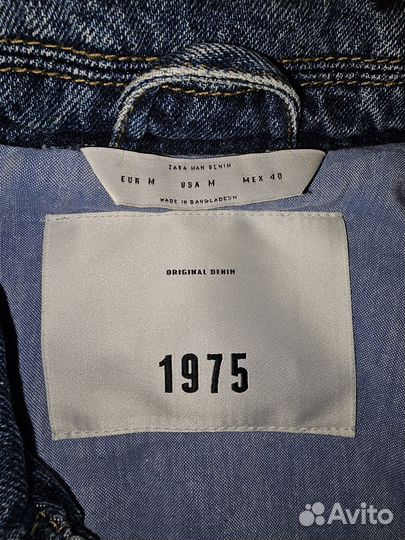 ZARA MAN DENIM
EUR M USA M MEX 40
MADE IN BANGLADESH
ORIGINAL DENIM
1975
Avito